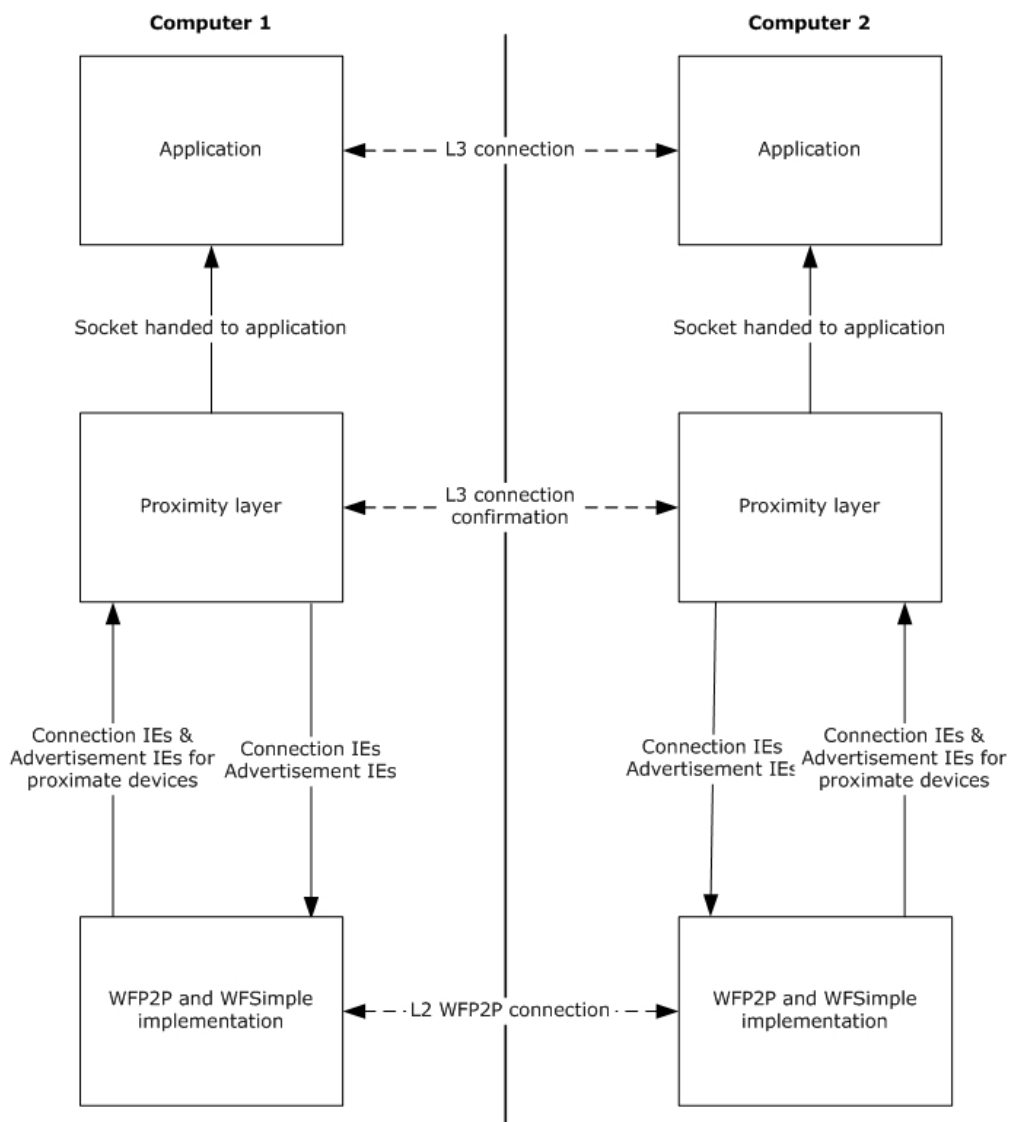 Computer 1
Computer 2
Application
L3 connection
Application
Socket handed to application
Socket handed to application
Proximity layer
L3 connection
confirmation
Proximity layer
Connection IEs &
Advertisement IEs for
proximate devices
Connection IEs
Advertisement IEs
Connection IEs
Advertisement IEs
Connection IEs &
Advertisement IEs for
proximate devices
WFP2P and WFSimple
implementation
L2 WFP2P connection
WFP2P and WFSimple
implementation